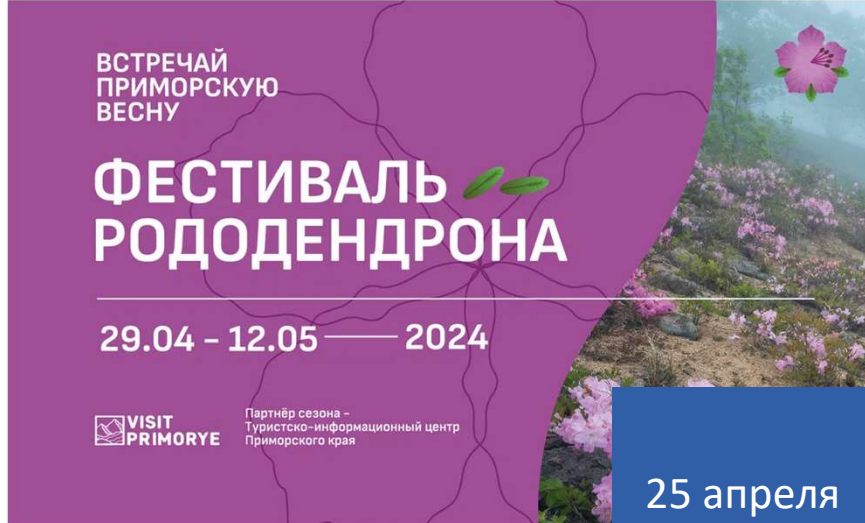 ВСТРЕЧАЙ
ПРИМОРСКУЮ
ВЕСНУ
ФЕСТИВАЛЬ
РОДОДЕНДРОНА
29.04 - 12.05 — 2024
VISIT
PRIMORYE
Партнёр сезона –
Туристско-информационный центр
Приморского края
25 апреля